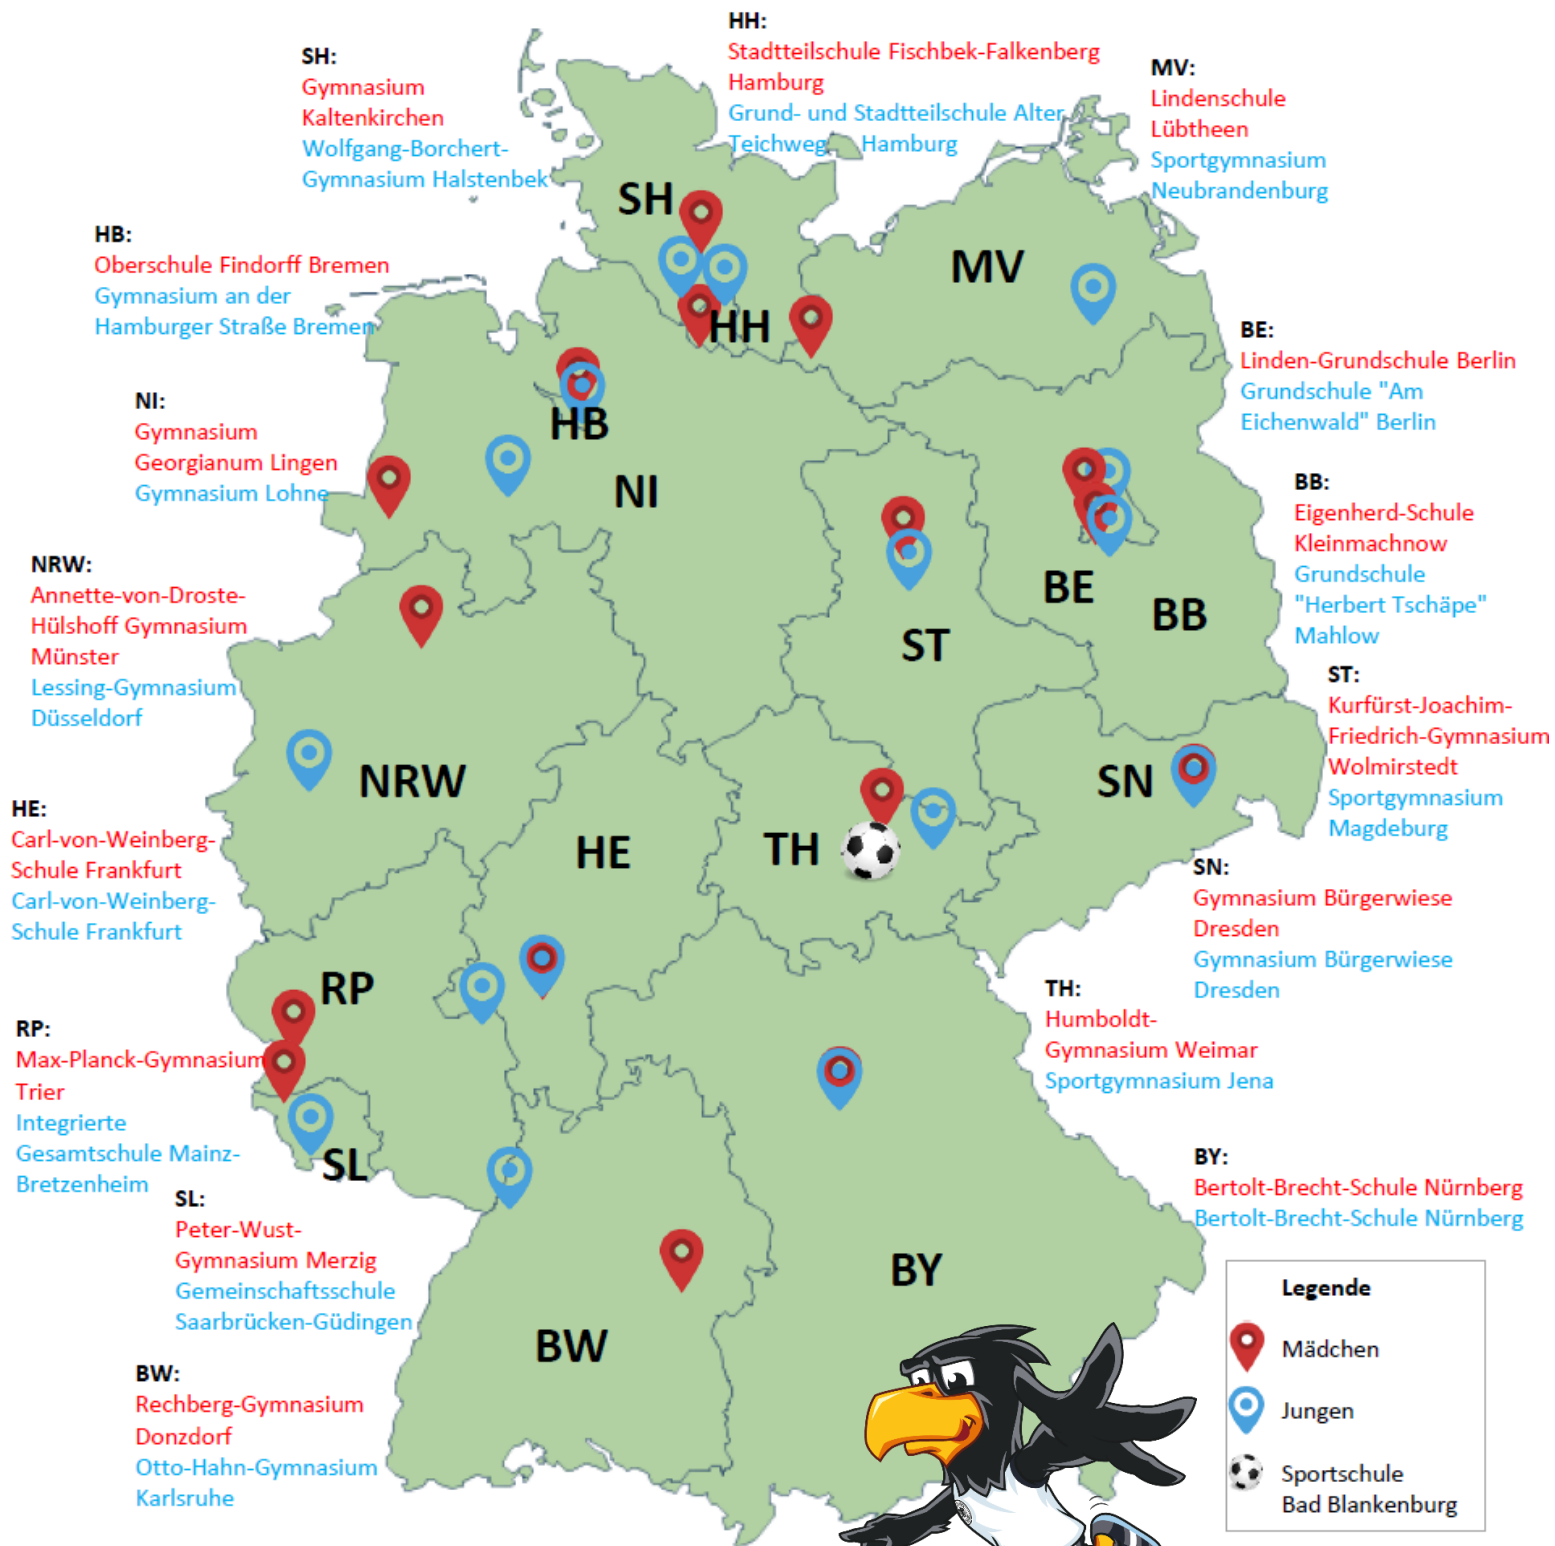 HH:
Stadtteilschule Fischbek-Falkenberg
Hamburg
Grund- und Stadtteilschule Alter
Teichweg Hamburg
SH:
Gymnasium
Kaltenkirchen
Wolfgang-Borchert-
Gymnasium Halstenbek
MV:
Lindenschule
Lübtheen
Sportgymnasium
Neubrandenburg
HB:
Oberschule Findorff Bremen
Gymnasium an der
Hamburger Straße Bremen
BE:
Linden-Grundschule Berlin
Grundschule "Am
Eichenwald" Berlin
NI:
Gymnasium
Georgianum Lingen
Gymnasium Lohne
BB:
Eigenherd-Schule
Kleinmachnow
Grundschule
"Herbert Tschäpe"
Mahlow
NRW:
Annette-von-Droste-
Hülshoff Gymnasium
Münster
Lessing-Gymnasium
Düsseldorf
ST:
Kurfürst-Joachim-
Friedrich-Gymnasium
Wolmirstedt
Sportgymnasium
Magdeburg
HE:
Carl-von-Weinberg-
Schule Frankfurt
Carl-von-Weinberg-
Schule Frankfurt
SN:
Gymnasium Bürgerwiese
Dresden
Gymnasium Bürgerwiese
Dresden
TH:
Humboldt-
Gymnasium Weimar
Sportgymnasium Jena
RP:
Max-Planck-Gymnasium
Trier
Integrierte
Gesamtschule Mainz-
Bretzenheim
SL:
Peter-Wust-
Gymnasium Merzig
Gemeinschaftsschule
Saarbrücken-Güdingen
BY:
Bertolt-Brecht-Schule Nürnberg
Bertolt-Brecht-Schule Nürnberg
BW:
Rechberg-Gymnasium
Donzdorf
Otto-Hahn-Gymnasium
Karlsruhe
SH
MV
HH
HB
NI
BE
BB
ST
NRW
SN
HE
TH
RP
SL
BY
BW
Legende
Mädchen
Jungen
Sportschule
Bad Blankenburg